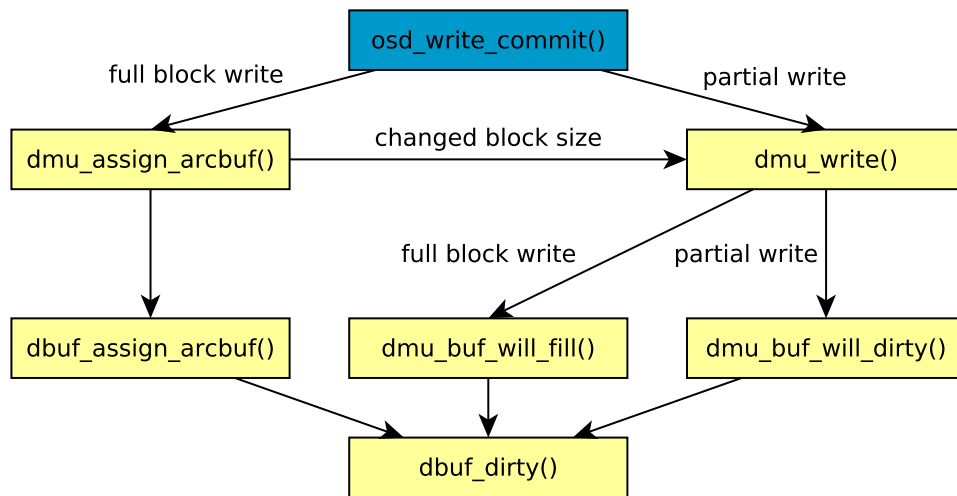 osd_write_commit()
full block write
partial write
dmu_assign_arcbuf()
changed block size
dmu_write()
full block write
partial write
dbuf_assign_arcbuf()
dmu_buf_will_fill()
dmu_buf_will_dirty()
dbuf_dirty()